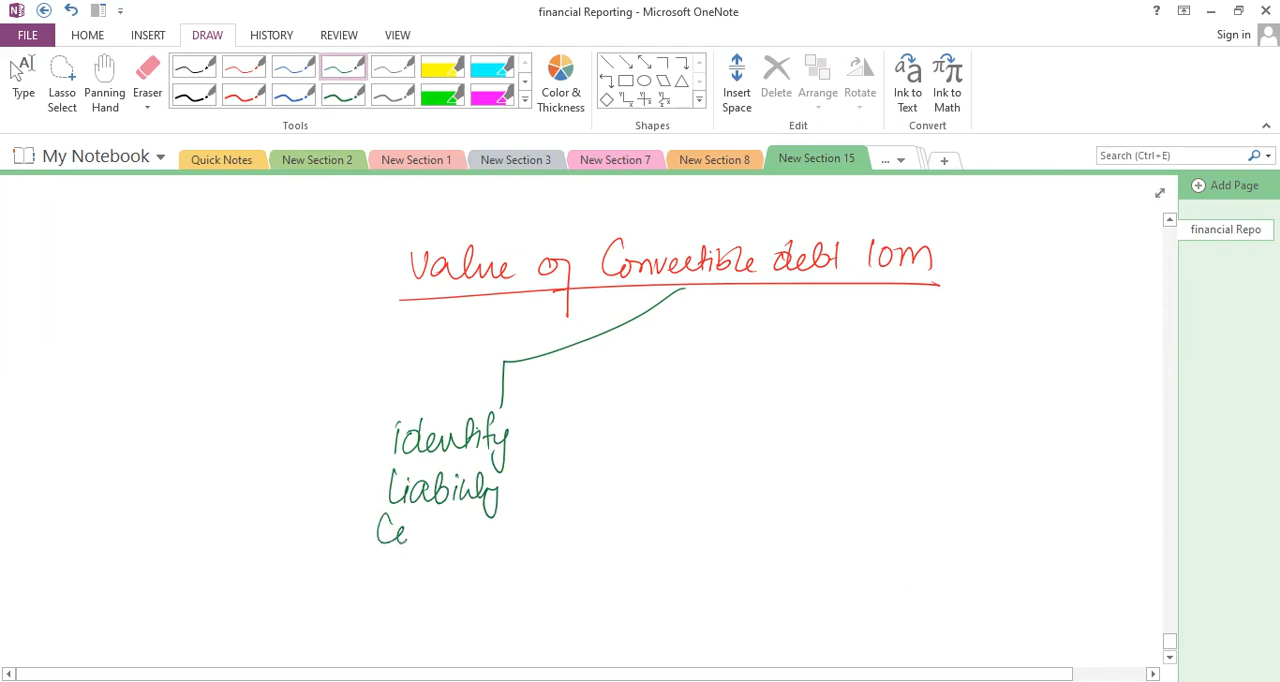 financial Reporting - Microsoft OneNote
?
FILE HOME INSERT DRAW HISTORY REVIEW VIEW Sign in
Type Lasso Select Panning Hand Eraser Color & Thickness Insert Space Delete Arrange Rotate Ink to Text Ink to Math
Tools Shapes Edit Convert
My Notebook Quick Notes New Section 2 New Section 1 New Section 3 New Section 7 New Section 8 New Section 15 ... + Search (Ctrl+E)
Add Page
financial Repo
Value of Convertible debt 10m
identify
Liability
Co